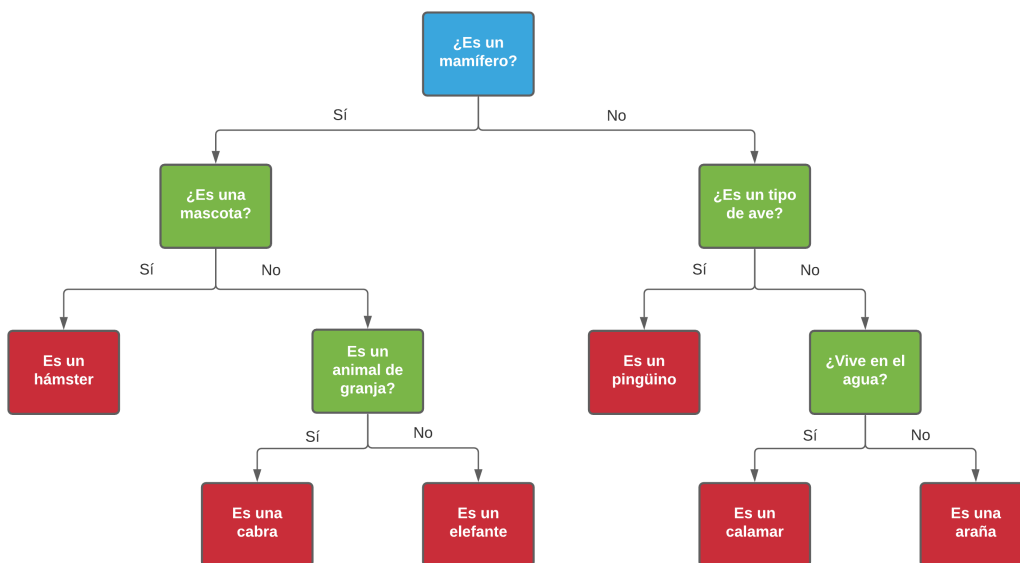 ¿Es un
mamífero?
Sí
No
¿Es una
mascota?
¿Es un tipo
de ave?
Sí
No
Sí
No
Es un
hámster
Es un
animal de
granja?
Es un
pingüino
¿Vive en el
agua?
Sí
No
Sí
No
Es una
cabra
Es un
elefante
Es un
calamar
Es una
araña